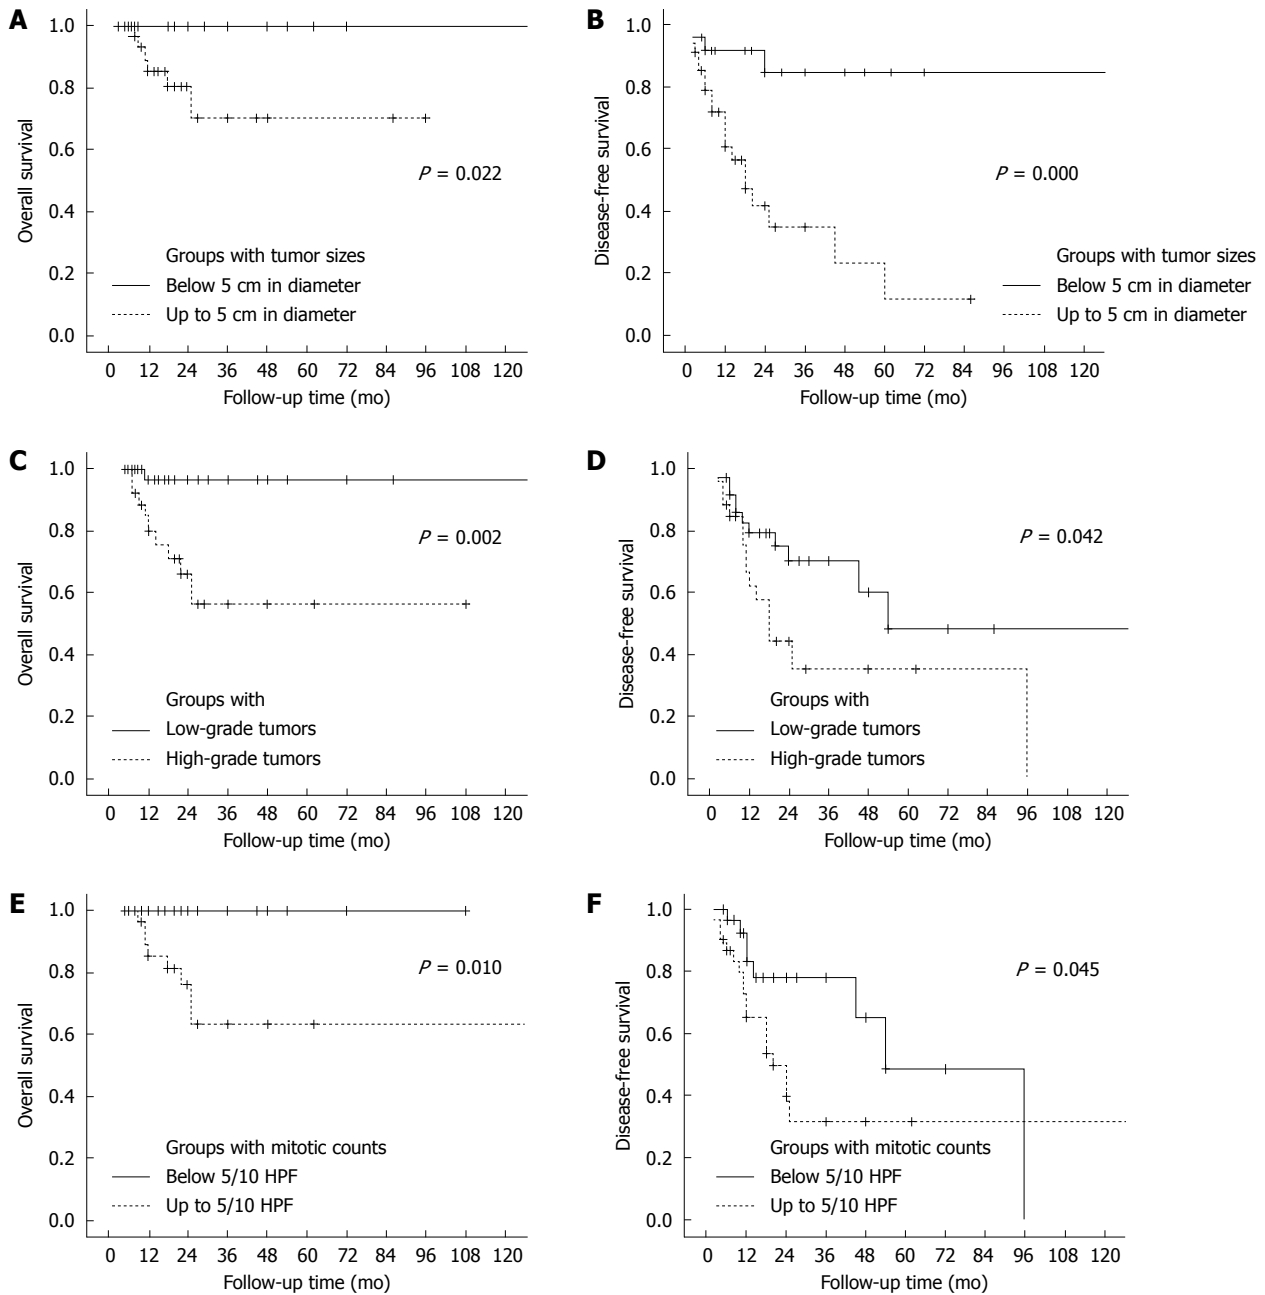 A
1.0
0.8
0.6
0.4
0.2
0.0
Overall survival
P = 0.022
Groups with tumor sizes
Below 5 cm in diameter
Up to 5 cm in diameter
0 12 24 36 48 60 72 84 96 108 120
Follow-up time (mo)
B
1.0
0.8
0.6
0.4
0.2
0.0
Disease-free survival
P = 0.000
Groups with tumor sizes
Below 5 cm in diameter
Up to 5 cm in diameter
0 12 24 36 48 60 72 84 96 108 120
Follow-up time (mo)
C
1.0
0.8
0.6
0.4
0.2
0.0
Overall survival
P = 0.002
Groups with
Low-grade tumors
High-grade tumors
0 12 24 36 48 60 72 84 96 108 120
Follow-up time (mo)
D
1.0
0.8
0.6
0.4
0.2
0.0
Disease-free survival
P = 0.042
Groups with
Low-grade tumors
High-grade tumors
0 12 24 36 48 60 72 84 96 108 120
Follow-up time (mo)
E
1.0
0.8
0.6
0.4
0.2
0.0
Overall survival
P = 0.010
Groups with mitotic counts
Below 5/10 HPF
Up to 5/10 HPF
0 12 24 36 48 60 72 84 96 108 120
Follow-up time (mo)
F
1.0
0.8
0.6
0.4
0.2
0.0
Disease-free survival
P = 0.045
Groups with mitotic counts
Below 5/10 HPF
Up to 5/10 HPF
0 12 24 36 48 60 72 84 96 108 120
Follow-up time (mo)